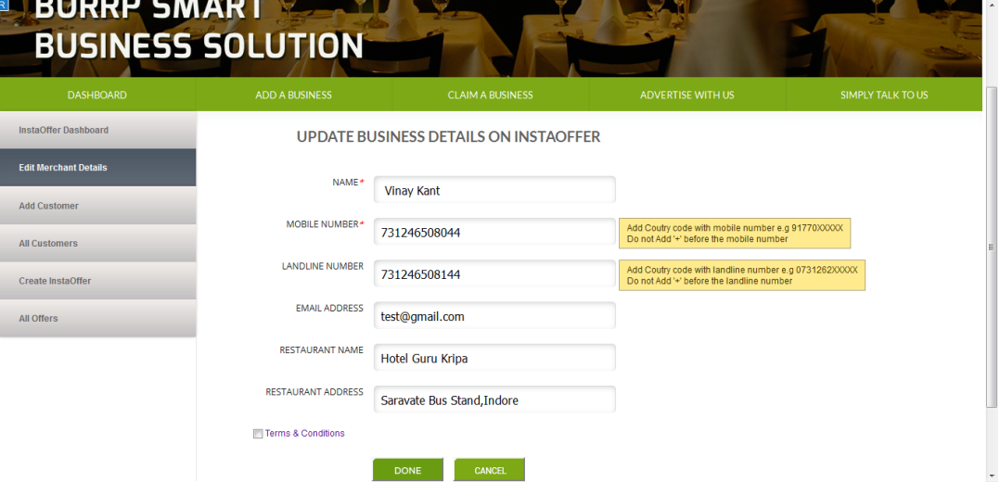 R
BURRP SMART
BUSINESS SOLUTION
DASHBOARD ADD A BUSINESS CLAIM A BUSINESS ADVERTISE WITH US SIMPLY TALK TO US
InstaOffer Dashboard
Edit Merchant Details
Add Customer
All Customers
Create InstaOffer
All Offers
UPDATE BUSINESS DETAILS ON INSTAOFFER
NAME* Vinay Kant
MOBILE NUMBER* 731246508044
Add Coutry code with mobile number e.g 91770XXXXX
Do not Add '+' before the mobile number
LANDLINE NUMBER 731246508144
Add Coutry code with landline number e.g 0731262XXXXX
Do not Add '+' before the landline number
EMAIL ADDRESS test@gmail.com
RESTAURANT NAME Hotel Guru Kripa
RESTAURANT ADDRESS Saravate Bus Stand,Indore
Terms & Conditions
DONE CANCEL